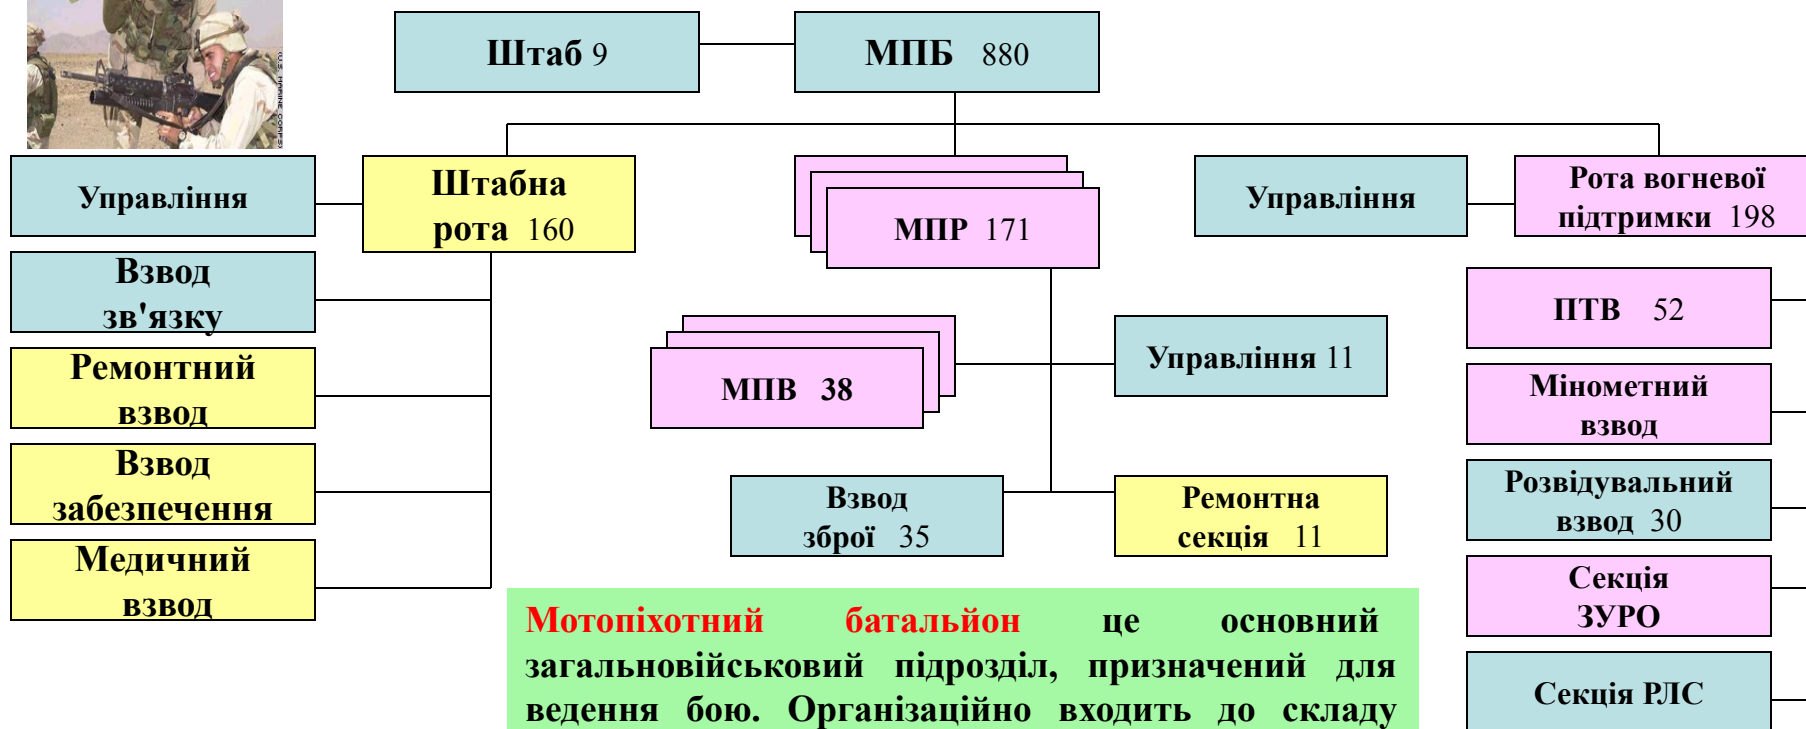 Штаб 9
МПБ 880
Управління
Штабна
рота 160
МПР 171
Управління
Рота вогневої
підтримки 198
Взвод
зв'язку
Ремонтний
взвод
Взвод
забезпечення
Медичний
взвод
МПВ 38
Управління 11
Взвод
зброї 35
Ремонтна
секція 11
ПТВ 52
Мінометний
взвод
Розвідувальний
взвод 30
Секція
ЗУРО
Секція РЛС
Мотопіхотний батальйон це основний
загальновійськовий підрозділ, призначений для
ведення бою. Організаційно входить до складу